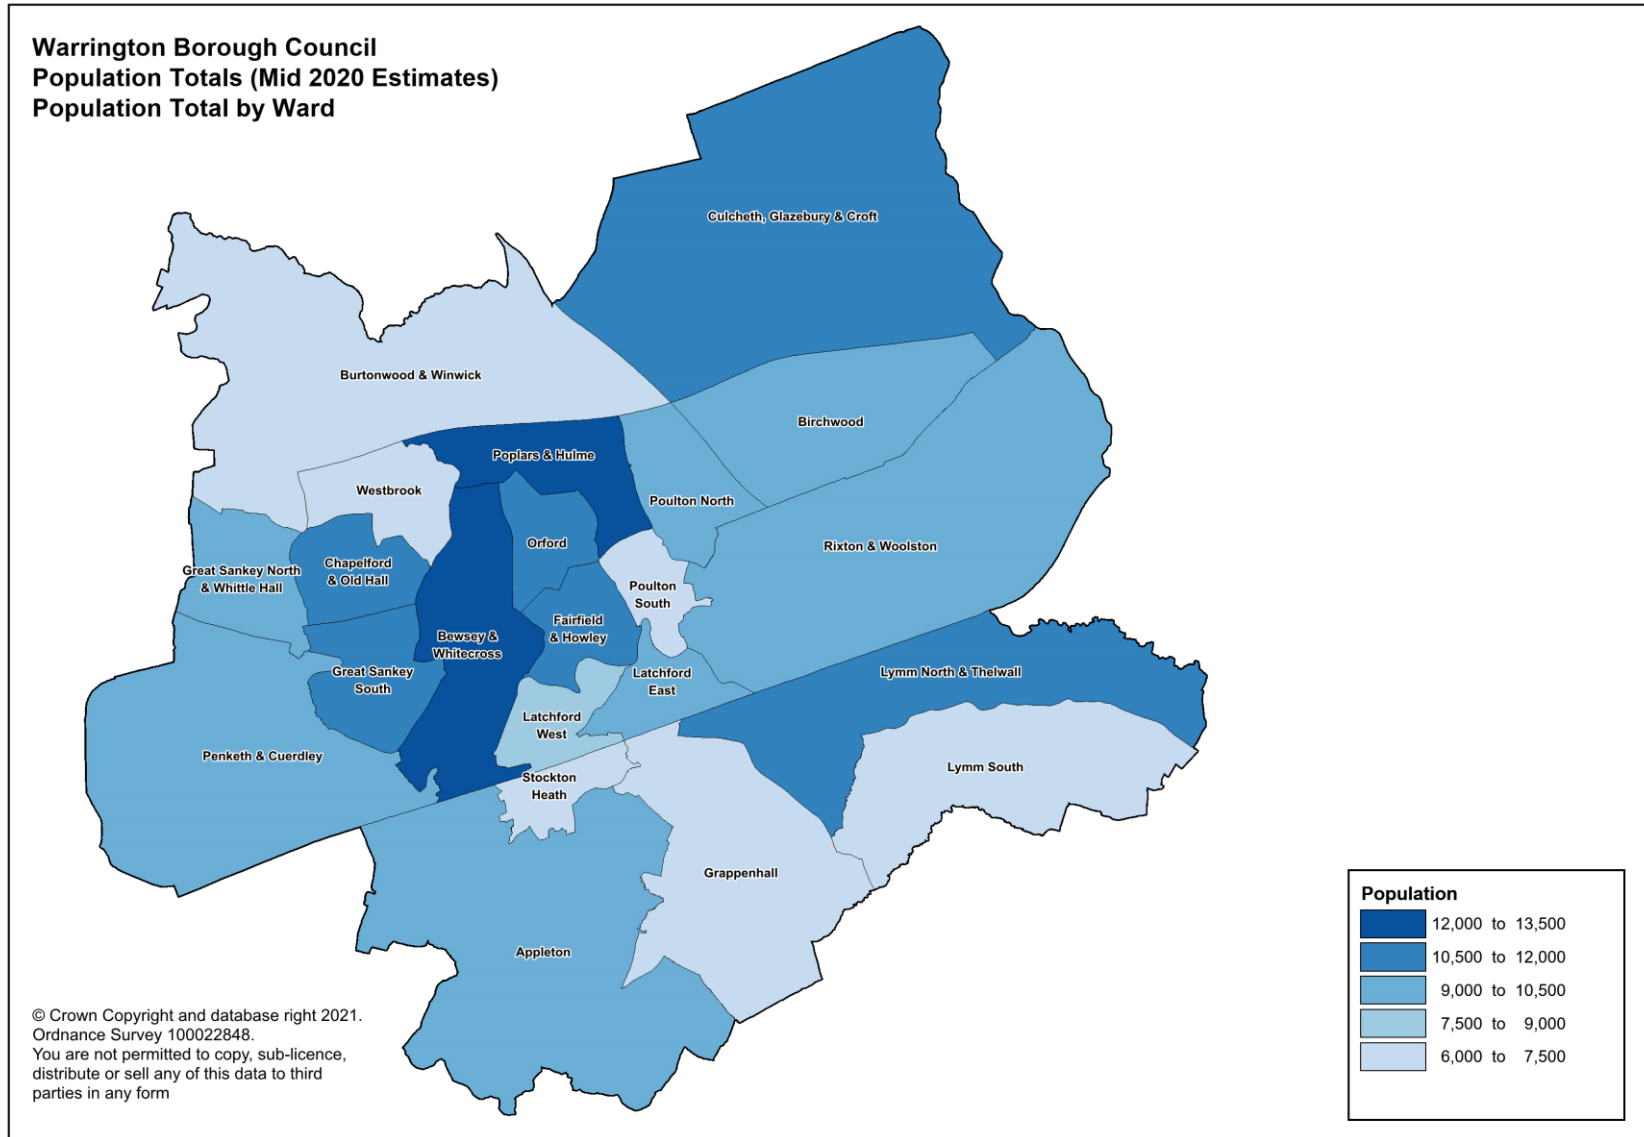 Warrington Borough Council
Population Totals (Mid 2020 Estimates)
Population Total by Ward
Culcheth, Glazebury & Croft
Burtonwood & Winwick
Birchwood
Poplars & Hulme
Westbrook
Poulton North
Orford
Rixton & Woolston
Chapelford
& Old Hall
Great Sankey North
& Whittle Hall
Poulton
South
Fairfield
& Howley
Bewsey &
Whitecross
Great Sankey
South
Latchford
East
Lymm North & Thelwall
Latchford
West
Penketh & Cuerdley
Lymm South
Stockton
Heath
Grappenhall
Appleton
Population
12,000 to 13,500
10,500 to 12,000
9,000 to 10,500
7,500 to 9,000
6,000 to 7,500
© Crown Copyright and database right 2021.
Ordnance Survey 100022848.
You are not permitted to copy, sub-licence,
distribute or sell any of this data to third
parties in any form